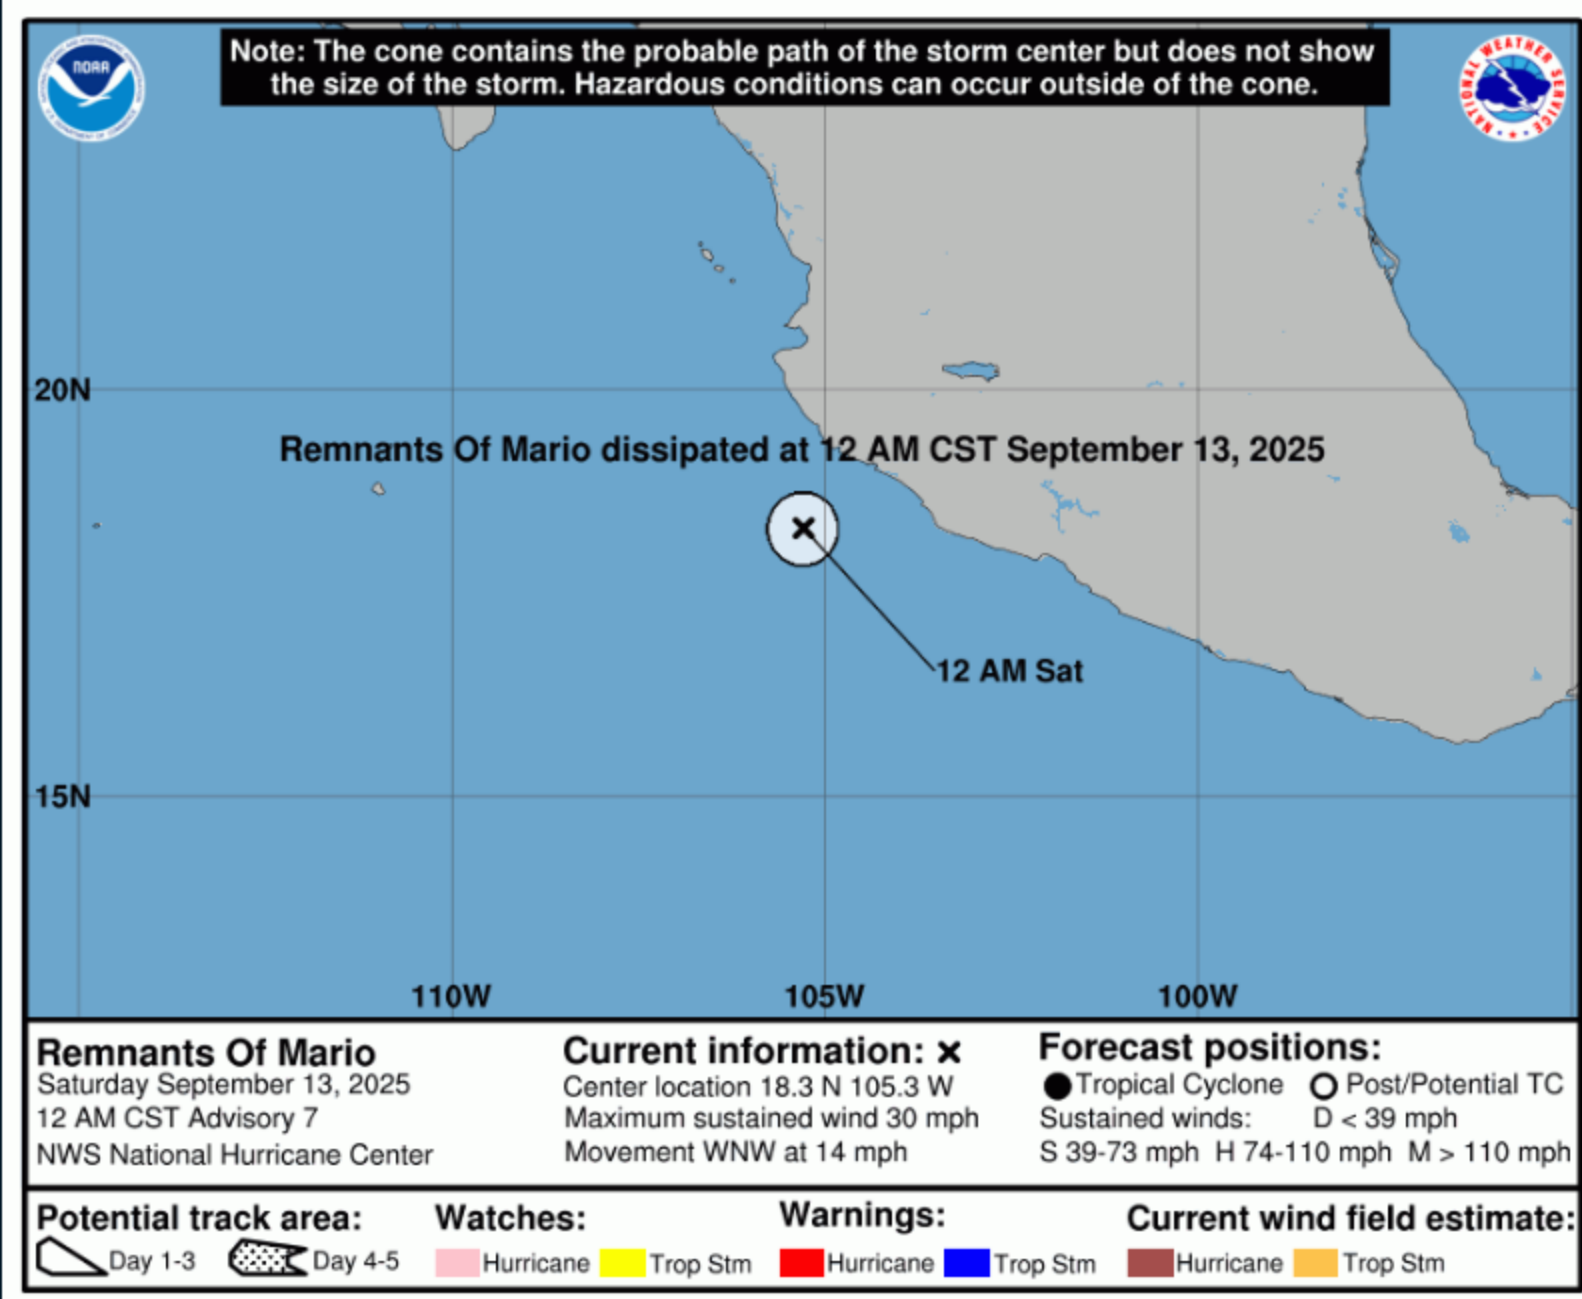 Note: The cone contains the probable path of the storm center but does not show
the size of the storm. Hazardous conditions can occur outside of the cone.
NOAA
NATIONAL WEATHER SERVICE
20N
Remnants Of Mario dissipated at 12 AM CST September 13, 2025
12 AM Sat
15N
110W 105W 100W
Remnants Of Mario
Saturday September 13, 2025
12 AM CST Advisory 7
NWS National Hurricane Center
Current information: ×
Center location 18.3 N 105.3 W
Maximum sustained wind 30 mph
Movement WNW at 14 mph
Forecast positions:
Tropical Cyclone Post/Potential TC
Sustained winds: D < 39 mph
S 39-73 mph H 74-110 mph M > 110 mph
Potential track area:
Day 1-3 Day 4-5
Watches:
Hurricane Trop Stm
Warnings:
Hurricane Trop Stm
Current wind field estimate:
Hurricane Trop Stm